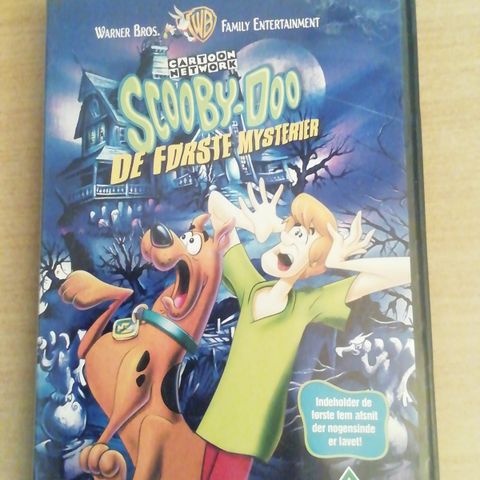 WARNER BROS. WB FAMILY ENTERTAINMENT
CARTOON
NETWORK
SCOOBY-DOO
DE FØRSTE MYSTERIER
Indeholder de
første fem afsnit
der nogensinde
er lavet!